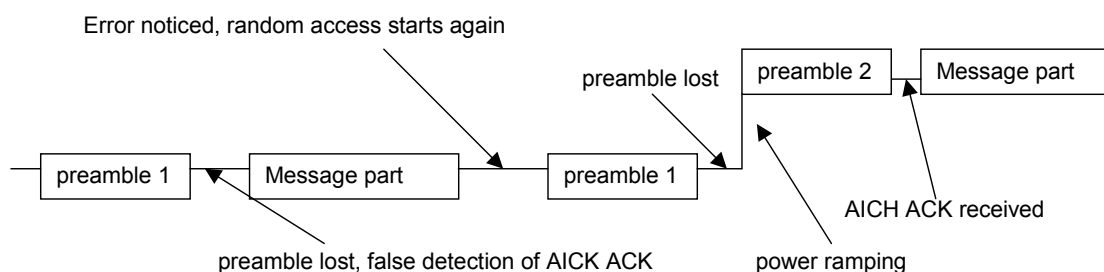 Error noticed, random access starts again
preamble lost
preamble 2
Message part
preamble 1
Message part
preamble 1
AICH ACK received
preamble lost, false detection of AICK ACK
power ramping